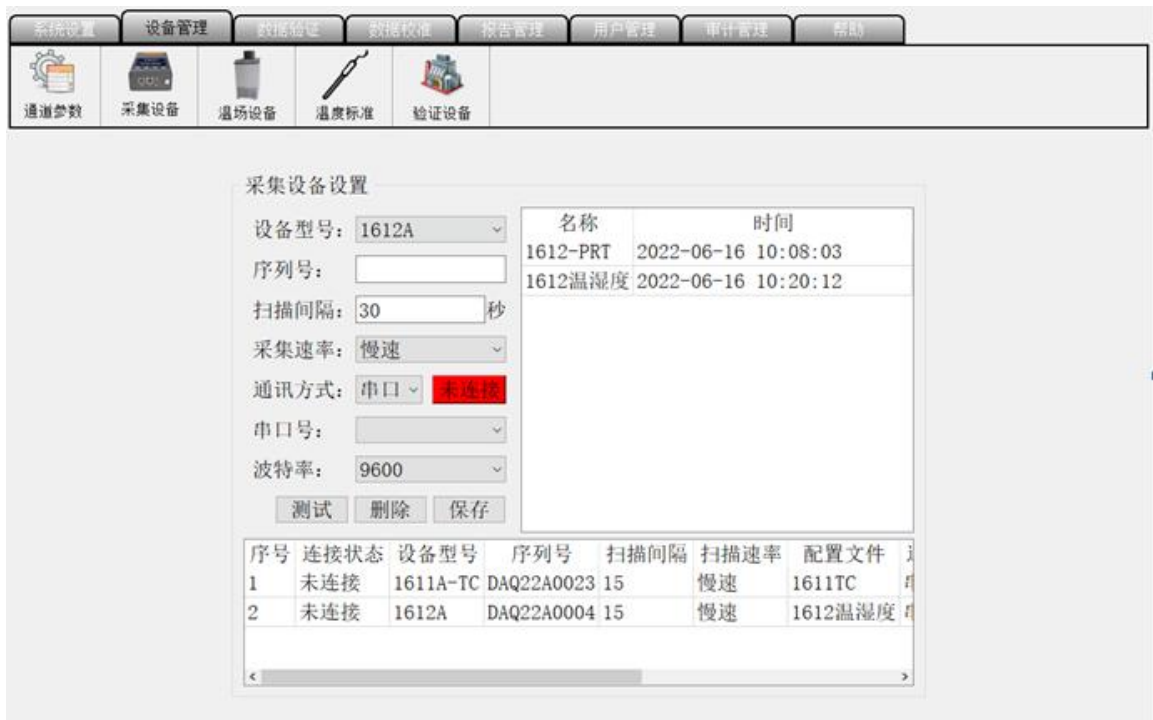 系统设置 设备管理 数据验证 数据校准 报告管理 用户管理 审计管理 帮助
通道参数 采集设备 温场设备 温度标准 验证设备
采集设备设置
设备型号: 1612A
序列号:
扫描间隔: 30 秒
采集速率: 慢速
通讯方式: 串口 未连接
串口号:
波特率: 9600
测试 删除 保存
名称 时间
1612-PRT 2022-06-16 10:08:03
1612温湿度 2022-06-16 10:20:12
序号 连接状态 设备型号 序列号 扫描间隔 扫描速率 配置文件
1 未连接 1611A-TC DAQ22A0023 15 慢速 1611TC
2 未连接 1612A DAQ22A0004 15 慢速 1612温湿度